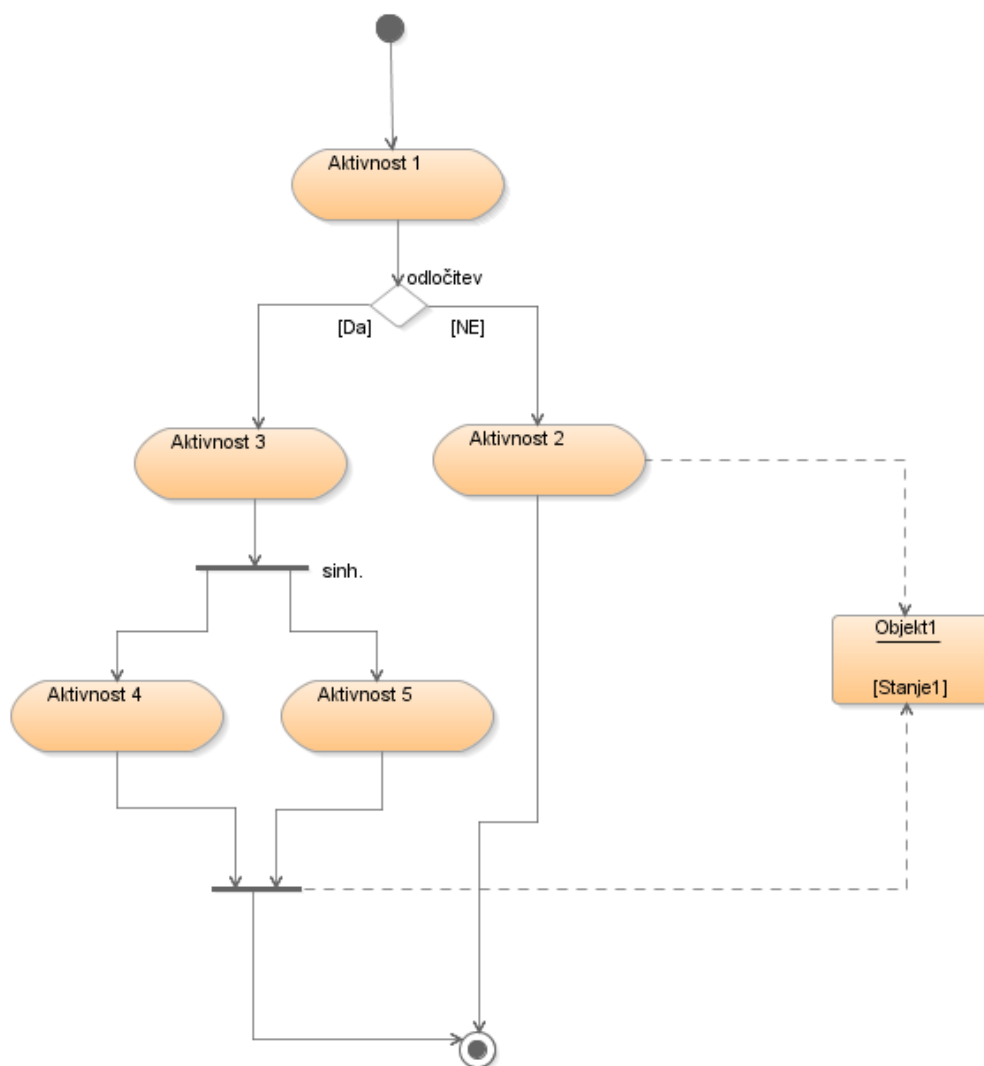 Aktivnost 1
odločitev
[Da]
[NE]
Aktivnost 3
Aktivnost 2
sinh.
Objekt1
[Stanje1]
Aktivnost 4
Aktivnost 5